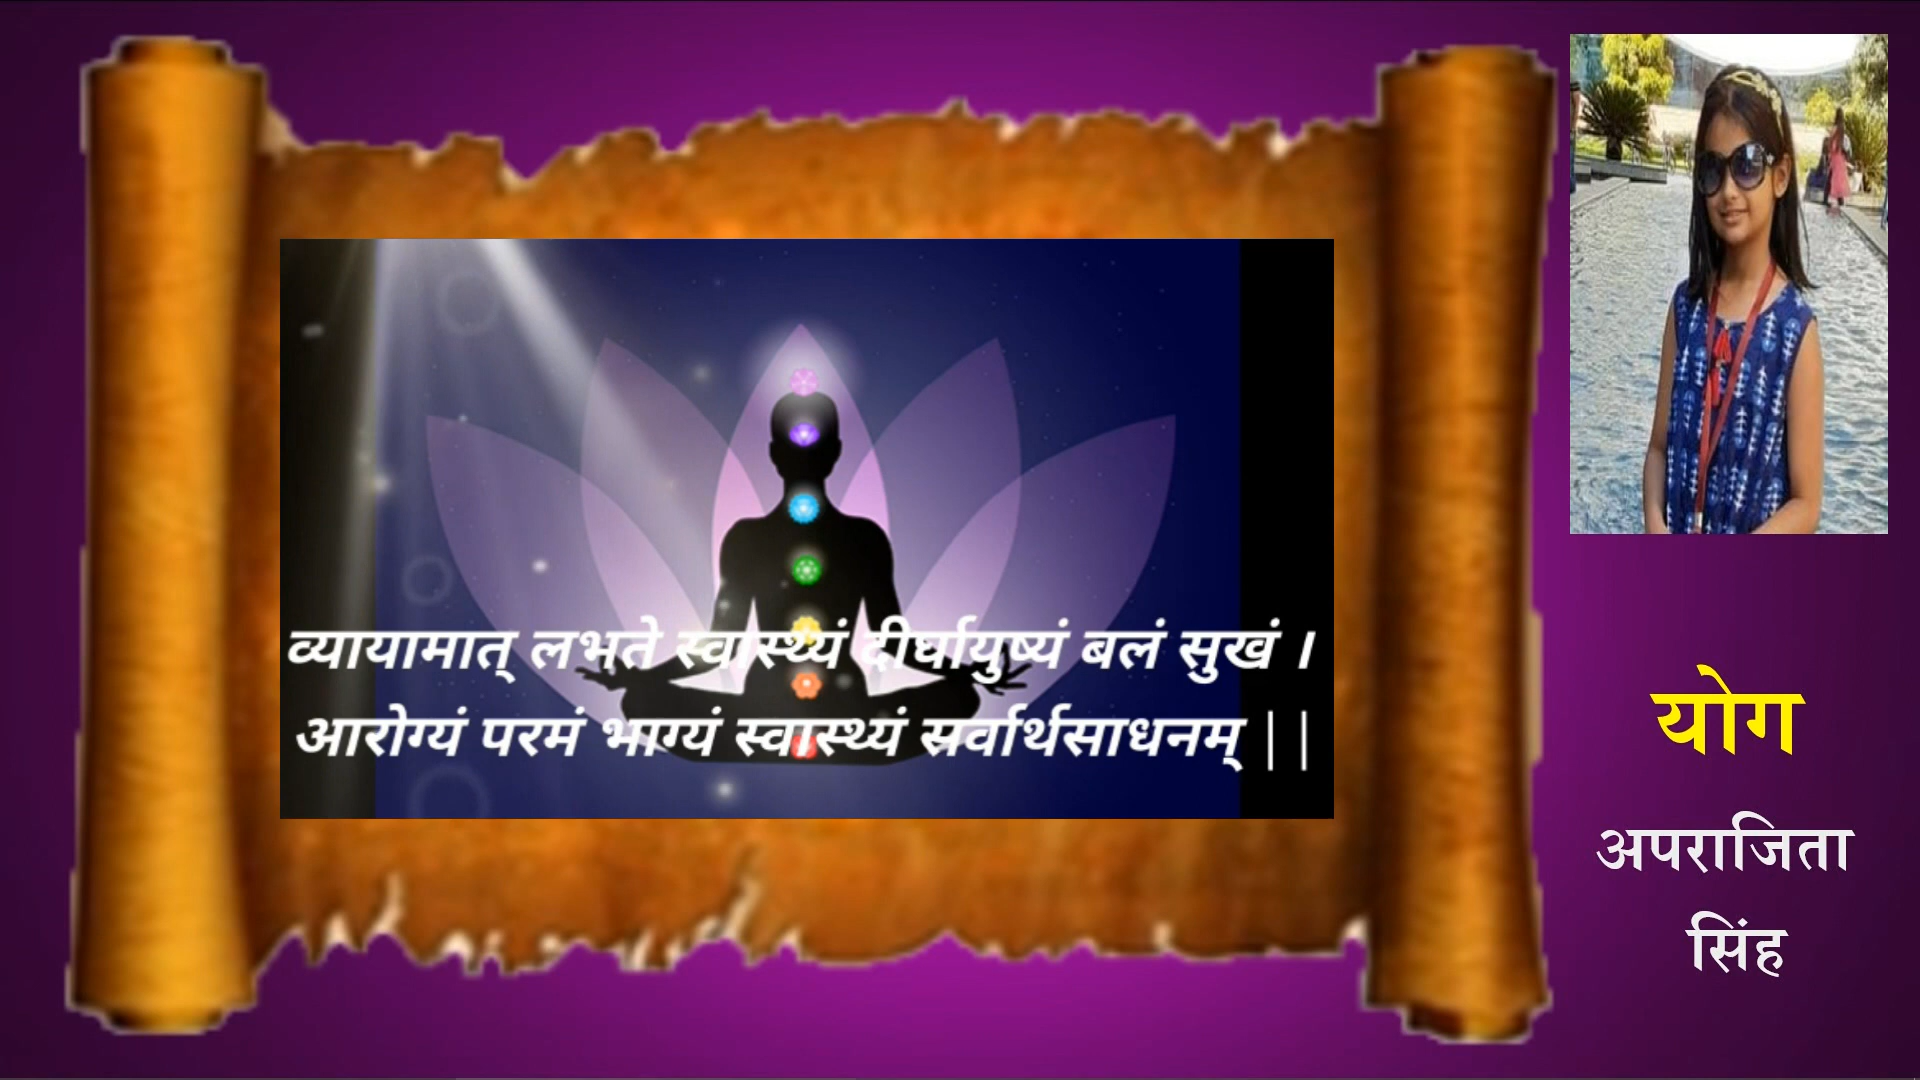 व्यायामात् लभते स्वास्थ्यं दीर्घायुष्यं बलं सुखं ।
आरोग्यं परमं भाग्यं स्वास्थ्यं सर्वार्थसाधनम् ||
योग
अपराजिता
सिंह